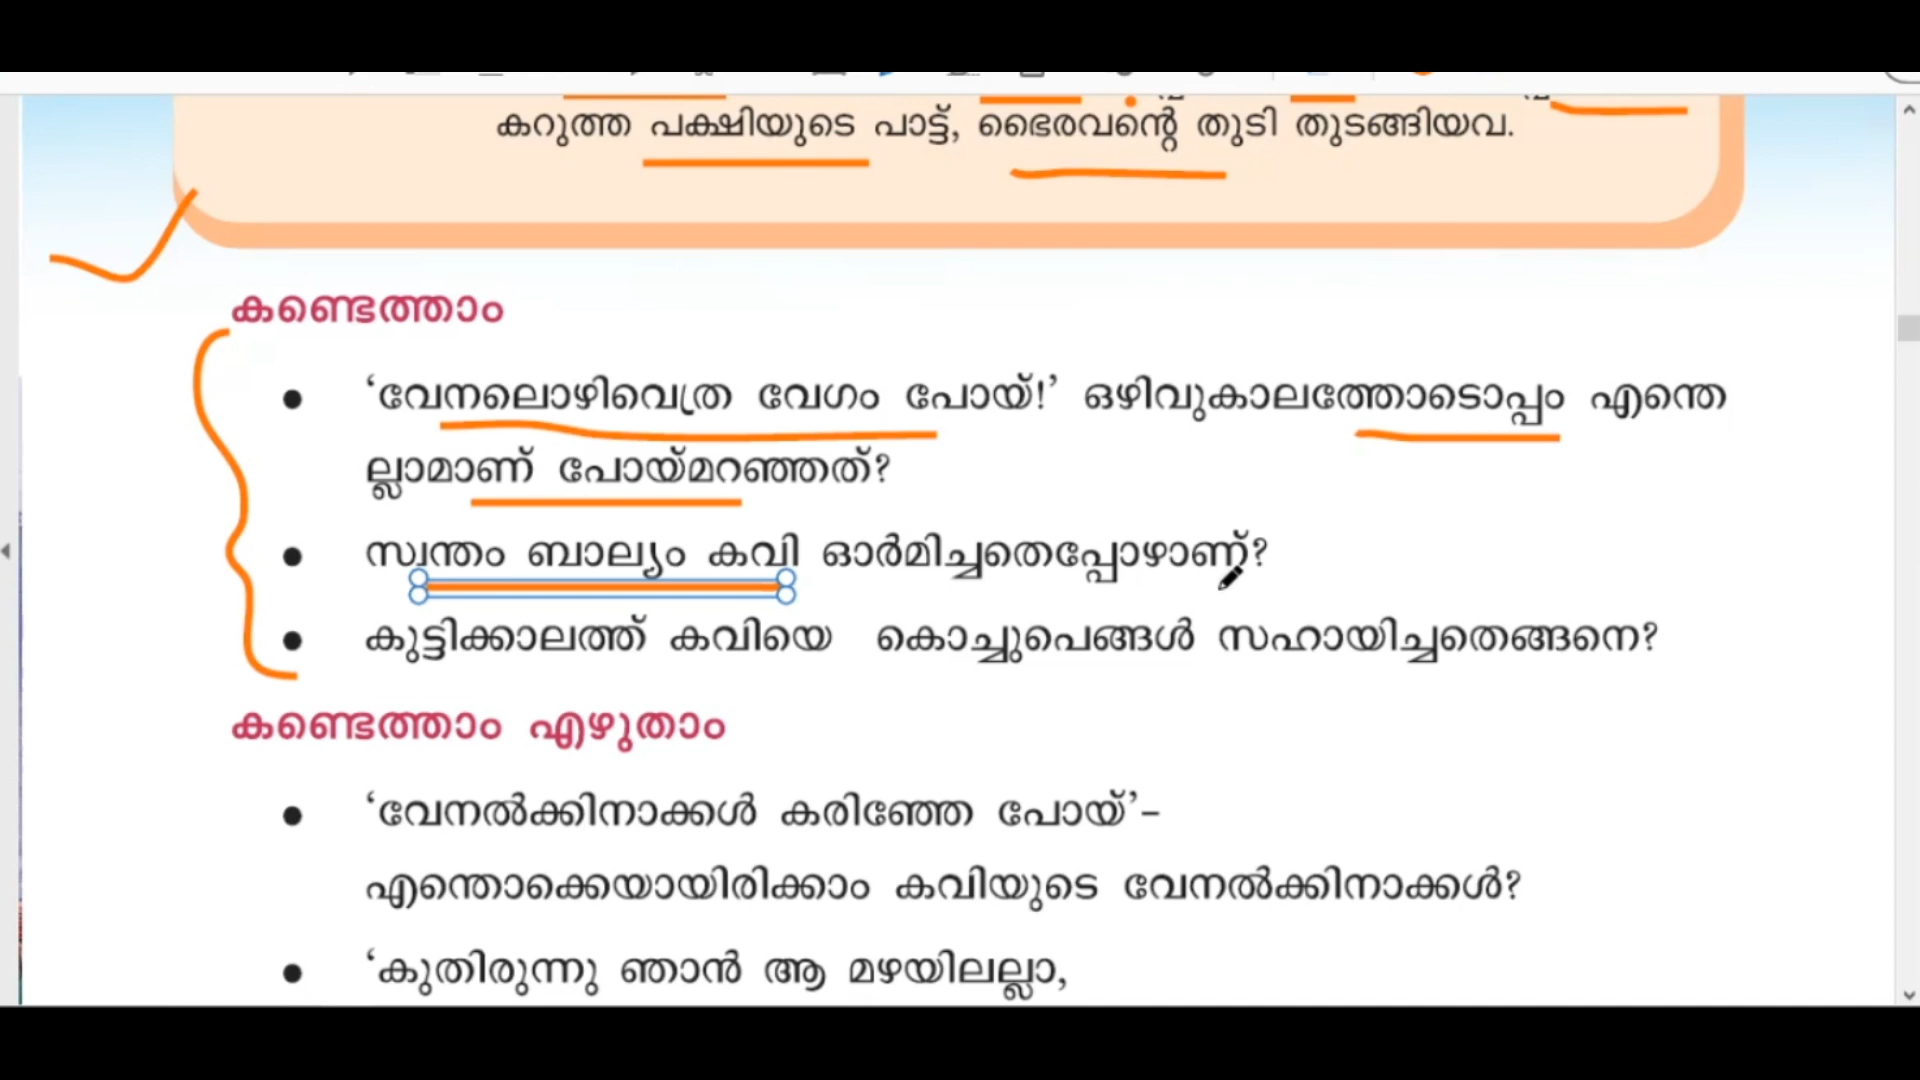 കറുത്ത പക്ഷിയുടെ പാട്ട്, ഭൈരവന്റെ തുടി തുടങ്ങിയവ.
കണ്ടെത്താം
● ‘വേനലൊഴിവെത്ര വേഗം പോയ്!’ ഒഴിവുകാലത്തോടൊപ്പം എന്തെ
ല്ലാമാണ് പോയ്മറഞ്ഞത്?
● സ്വന്തം ബാല്യം കവി ഓർമിച്ചതെപ്പോഴാണ്?
● കുട്ടിക്കാലത്ത് കവിയെ കൊച്ചുപെങ്ങൾ സഹായിച്ചതെങ്ങനെ?
കണ്ടെത്താം എഴുതാം
● ‘വേനൽക്കിനാക്കൾ കരിഞ്ഞേ പോയ്’–
എന്തൊക്കെയായിരിക്കാം കവിയുടെ വേനൽക്കിനാക്കൾ?
● ‘കുതിരുന്നു ഞാൻ ആ മഴയിലല്ലാ,